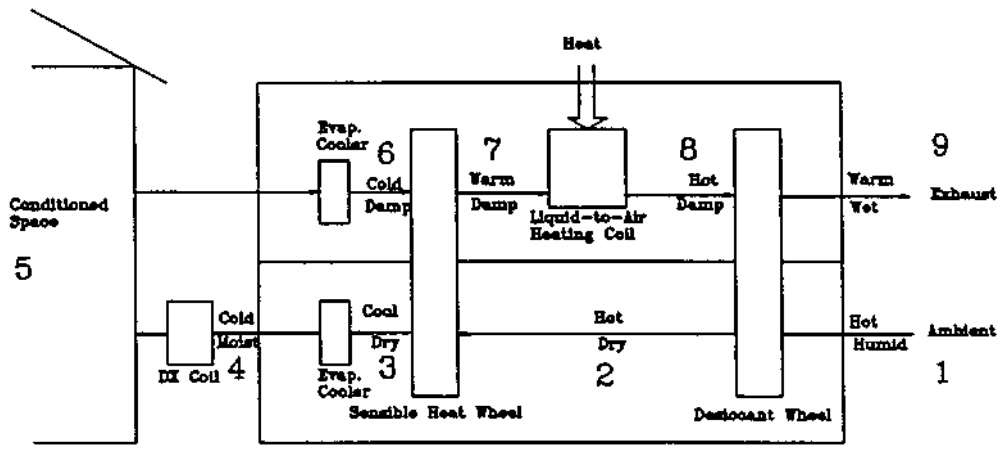 Heat
Evap.
Cooler
6
7
8
9
Cold
Damp
Warm
Damp
Hot
Damp
Warm
Wet
Exhaust
Liquid-to-Air
Heating Coil
Conditioned
Space
5
Cold
Moist
Cool
Dry
Hot
Dry
Hot
Humid
Ambient
DX Coil
4
Evap.
Cooler
3
2
1
Sensible Heat Wheel
Desiccant Wheel